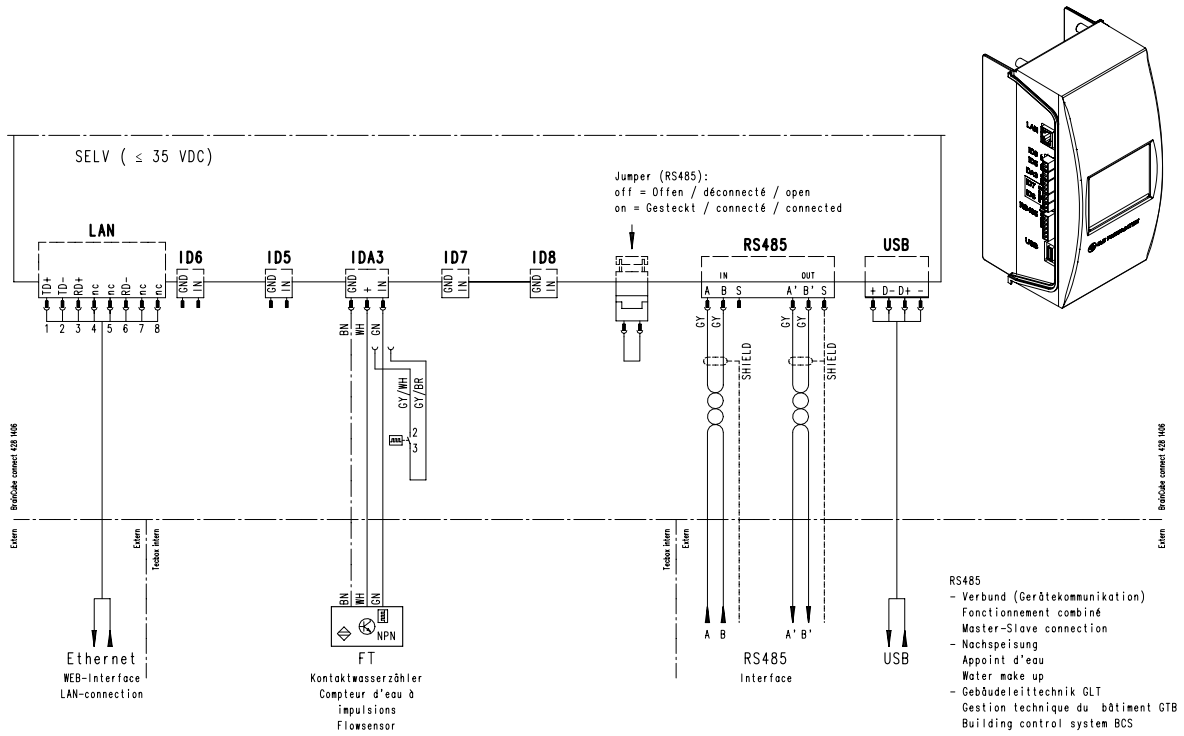 SELV ( ≤ 35 VDC)
Jumper (RS485):
off = Offen / déconnecté / open
on = Gesteckt / connecté / connected
LAN
ID6
ID5
IDA3
ID7
ID8
RS485
USB
TD+ TD- RD+ nc nc RD- nc nc
GND IN
GND IN
GND + IN
GND IN
GND IN
IN OUT
A B S A' B' S
+ D- D+ -
1 2 3 4 5 6 7 8
BN WH GN
GY GY GY GY
SHIELD SHIELD
GY/WH
GY/BR
2
3
BrainCube connect 428 1406
BrainCube connect 428 1406
Extern
Extern
Tecbox intern
Tecbox intern
Extern
Extern
BN WH GN
NPN
A B A' B'
Ethernet
WEB-Interface
LAN-connection
FT
Kontaktwasserzähler
Compteur d'eau à
impulsions
Flowsensor
RS485
Interface
USB
RS485
- Verbund (Gerätekommunikation)
Fonctionnement combiné
Master-Slave connection
- Nachspeisung
Appoint d'eau
Water make up
- Gebäudeleittechnik GLT
Gestion technique du bâtiment GTB
Building control system BCS
LAN
RS485
USB